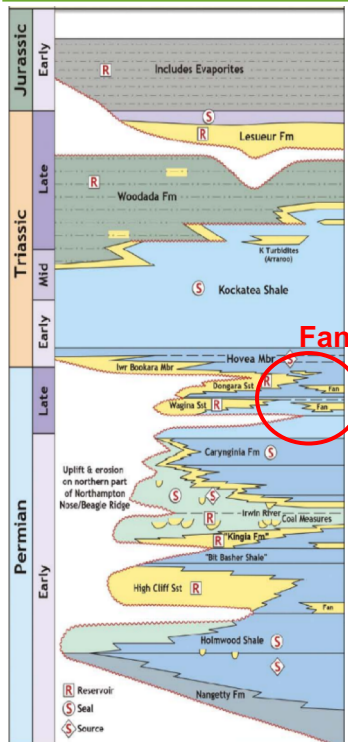 Jurassic
Early
R
Includes Evaporites
S
R
Lesueur Fm
Triassic
Late
R
Woodada Fm
K Turbidites
(Arranoo)
Mid
S
Kockatea Shale
Early
Fan
Hovea Mbr
S
lwr Bookara Mbr
Permian
Late
Dongara Sst
R
Fan
Wagina Sst
R
Fan
Early
Carynginia Fm
S
Uplift & erosion
on northern part
of Northampton
Nose/Beagle Ridge
S
S
Irwin River
R
Coal Measures
R
"Kingia Fm"
"Bit Basher Shale"
High Cliff Sst
R
Fan
Holmwood Shale
S
S
Nangetty Fm
R Reservoir
S Seal
S Source